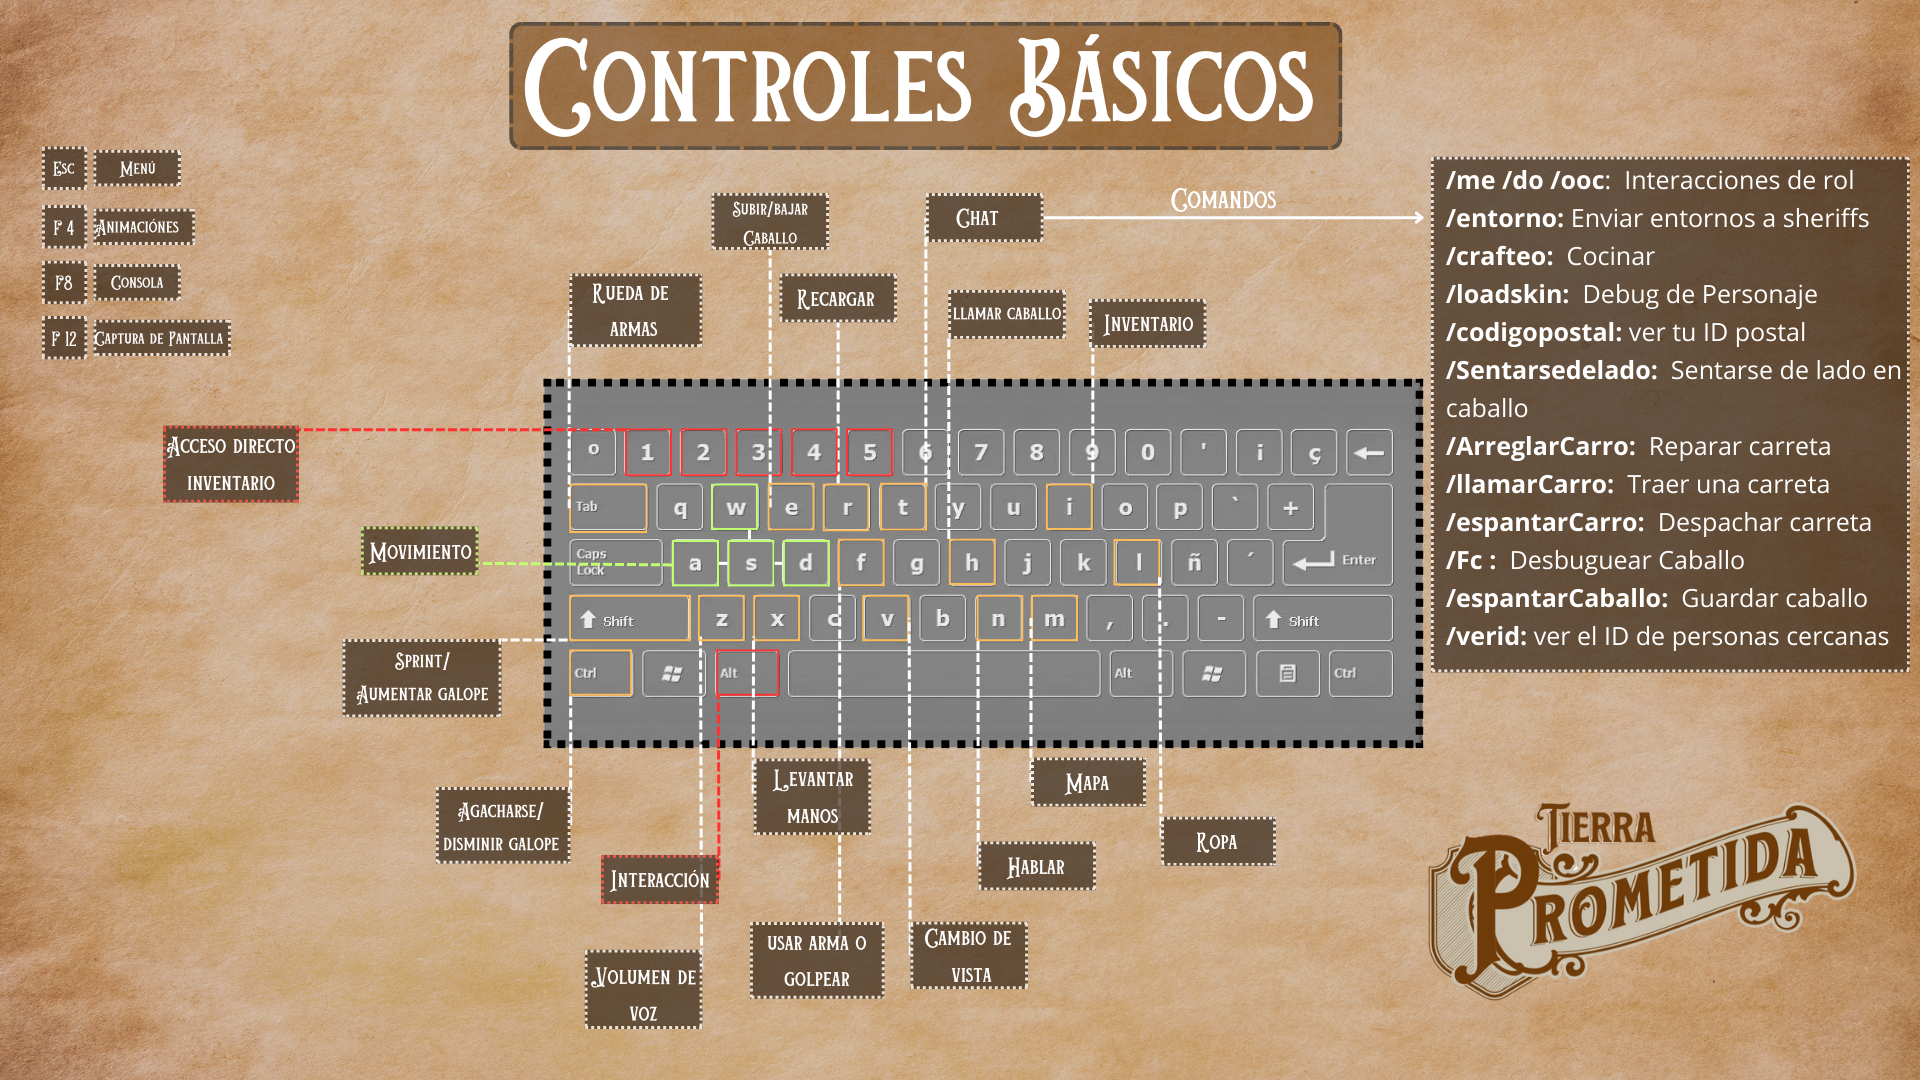 Controles Básicos
Esc Menú
F 4 Animaciónes
F8 Consola
F 12 Captura de Pantalla
Subir/bajar
Caballo
Chat
Comandos
Rueda de
armas
Recargar
llamar caballo
Inventario
/me /do /ooc:  Interacciones de rol
/entorno: Enviar entornos a sheriffs
/crafteo:  Cocinar
/loadskin:  Debug de Personaje
/codigopostal: ver tu ID postal
/Sentarsedelado:  Sentarse de lado en
caballo
/ArreglarCarro:  Reparar carreta
/llamarCarro:  Traer una carreta
/espantarCarro:  Despachar carreta
/Fc :  Desbuguear Caballo
/espantarCaballo:  Guardar caballo
/verid: ver el ID de personas cercanas
Acceso directo
inventario
Movimiento
Sprint/
Aumentar galope
º 1 2 3 4 5 6 7 8 9 0 ' ¡ ç
Tab q w e r t y u i o p ` +
Caps
Lock a s d f g h j k l ñ ´ Enter
Shift z x c v b n m , . - Shift
Ctrl Alt Alt Ctrl
Agacharse/
disminir galope
Interacción
Volumen de
voz
Levantar
manos
usar arma o
golpear
Cambio de
vista
Hablar
Mapa
Ropa
Tierra
Prometida